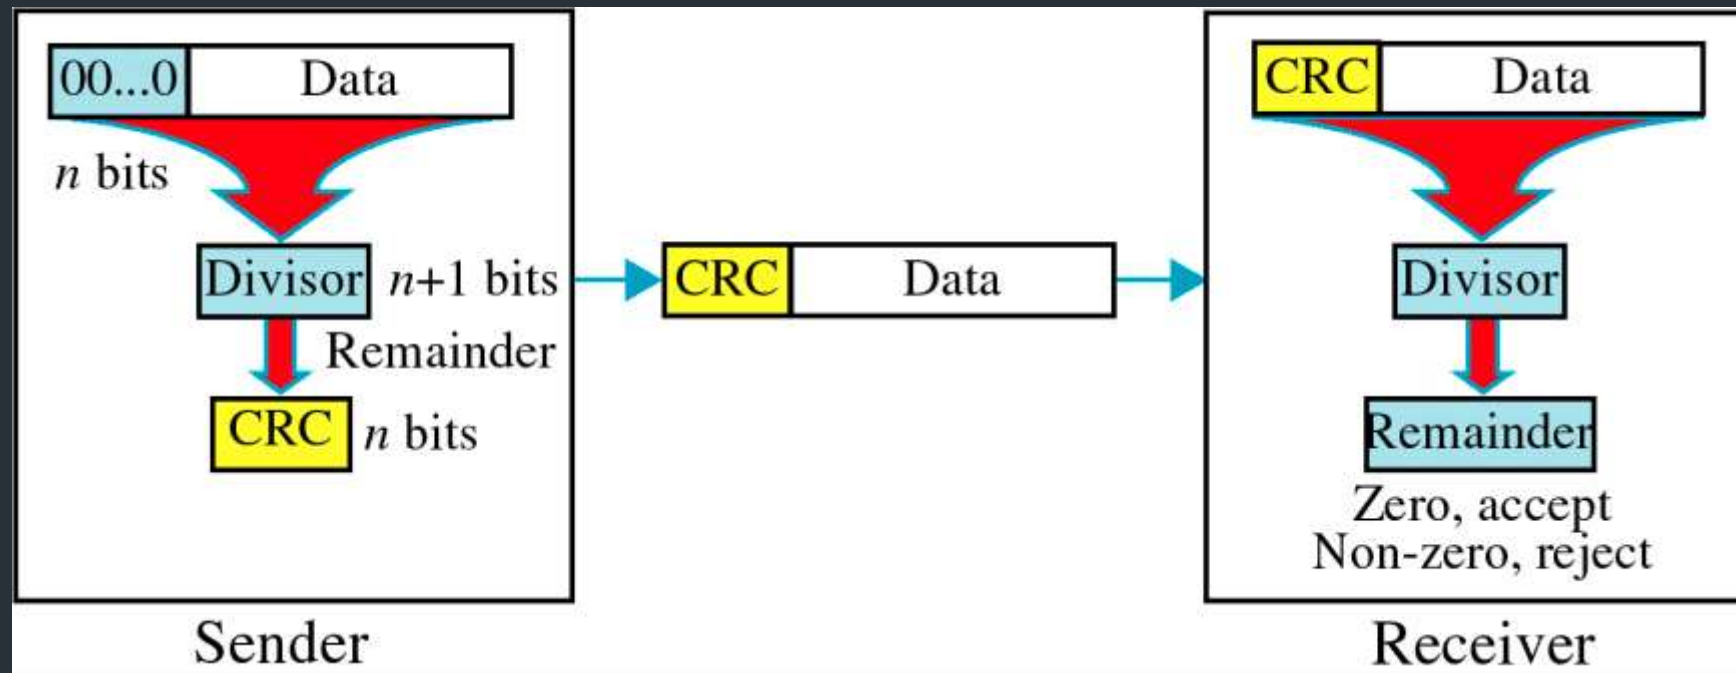 00...0 Data
n bits
Divisor n+1 bits
Remainder
CRC n bits
Sender
CRC Data
CRC Data
Divisor
Remainder
Zero, accept
Non-zero, reject
Receiver